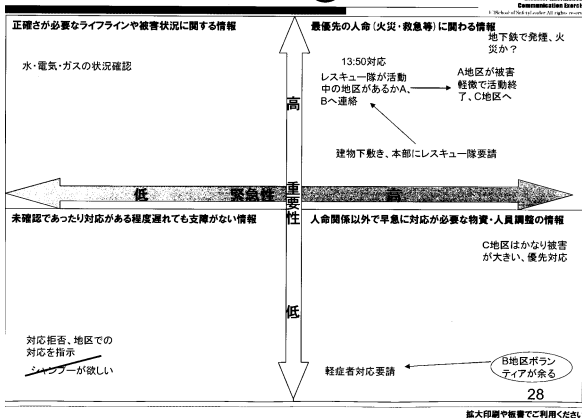 Communication Exercise
正確さが必要なライフラインや被害状況に関する情報
最優先の人命(火災・救急等)に関わる情報
地下鉄で発煙、火
災か?
水・電気・ガスの状況確認
13:50対応
レスキュー隊が活動
中の地区があるかA、
Bへ連絡
A地区が被害
軽微で活動終
了、C地区へ
高
建物下敷き、本部にレスキュー隊要請
低
緊急性
重要性
高
未確認であったり対応がある程度遅れても支障がない情報
人命関係以外で早急に対応が必要な物資・人員調整の情報
C地区はかなり被害
が大きい、優先対応
低
対応拒否、地区での
対応を指示
シャンプーが欲しい
軽症者対応要請
B地区ボラン
ティアが余る
28
拡大印刷や板書でご利用ください